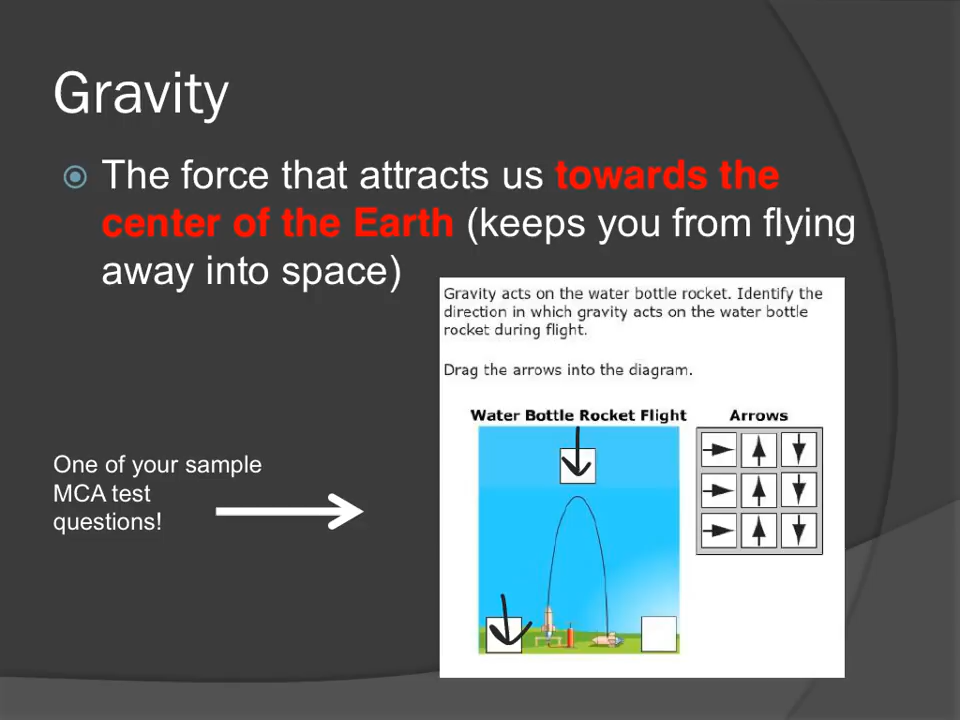 Gravity
The force that attracts us towards the
center of the Earth (keeps you from flying
away into space)
Gravity acts on the water bottle rocket. Identify the
direction in which gravity acts on the water bottle
rocket during flight.
Drag the arrows into the diagram.
Water Bottle Rocket Flight
Arrows
One of your sample
MCA test
questions!